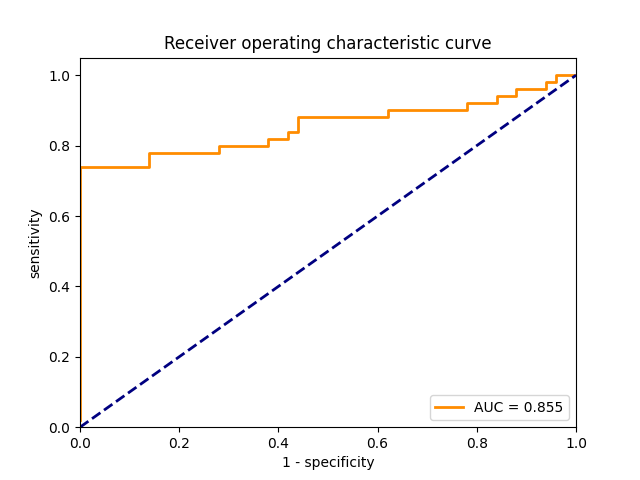 Receiver operating characteristic curve
sensitivity
1.0
0.8
0.6
0.4
0.2
0.0
AUC = 0.855
0.0 0.2 0.4 0.6 0.8 1.0
1 - specificity